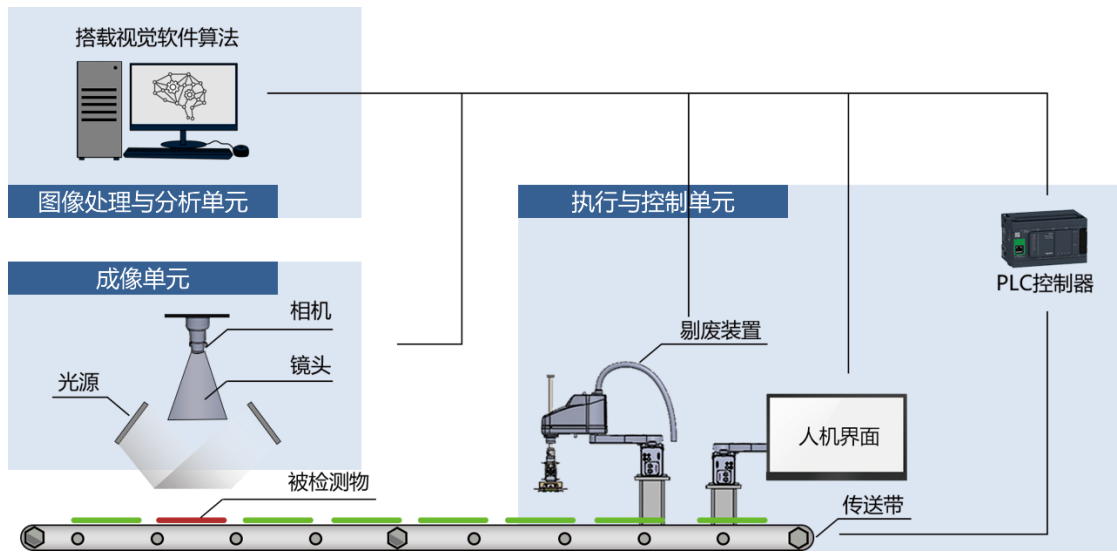 搭载视觉软件算法
图像处理与分析单元
执行与控制单元
PLC控制器
成像单元
相机
镜头
光源
剔废装置
人机界面
被检测物
传送带